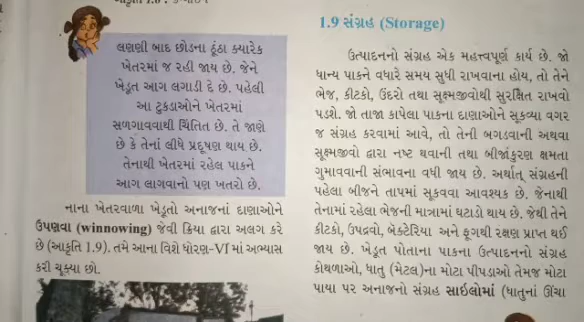 લણણી બાદ છોડના ઠૂંઠા ક્યારેક
ખેતરમાં જ રહી જાય છે. જેને
ખેડૂત આગ લગાડી દે છે. પહેલી
આ ટુકડાઓને ખેતરમાં
સળગાવવાથી ચિંતિત છે. તે જાણે
છે કે તેનાં લીધે પ્રદૂષણ થાય છે.
તેનાથી ખેતરમાં રહેલ પાકને
આગ લાગવાનો પણ ખતરો છે.
નાના ખેતરવાળા ખેડૂતો અનાજનાં દાણાઓને
ઉપણવા (winnowing) જેવી ક્રિયા દ્વારા અલગ કરે
છે (આકૃતિ 1.9). તમે આના વિશે ધોરણ-VI માં અભ્યાસ
કરી ચૂક્યા છો.
1.9 સંગ્રહ (Storage)
ઉત્પાદનનો સંગ્રહ એક મહત્ત્વપૂર્ણ કાર્ય છે. જો
ધાન્ય પાકને વધારે સમય સુધી રાખવાના હોય, તો તેને
ભેજ, કીટકો, ઉંદરો તથા સૂક્ષ્મજીવોથી સુરક્ષિત રાખવો
પડશે. જો તાજા કાપેલા પાકના દાણાઓને સૂકવ્યા વગર
જ સંગ્રહ કરવામાં આવે, તો તેની બગડવાની અથવા
સૂક્ષ્મજીવો દ્વારા નષ્ટ થવાની તથા બીજાંકુરણ ક્ષમતા
ગુમાવવાની સંભાવના વધી જાય છે. અર્થાત્ સંગ્રહની
પહેલા બીજને તાપમાં સૂકવવા આવશ્યક છે. જેનાથી
તેનામાં રહેલા ભેજની માત્રામાં ઘટાડો થાય છે. જેથી તેને
કીટકો, ઉપદ્રવો, બૅક્ટેરિયા અને ફૂગથી રક્ષણ પ્રાપ્ત થઈ
જાય છે. ખેડૂત પોતાના પાકના ઉત્પાદનનો સંગ્રહ
કોથળાઓ, ધાતુ (મેટલ)ના મોટા પીપડાઓ તેમજ મોટા
પાયા પર અનાજનો સંગ્રહ સાઈલોમાં (ધાતુનાં ઊંચા